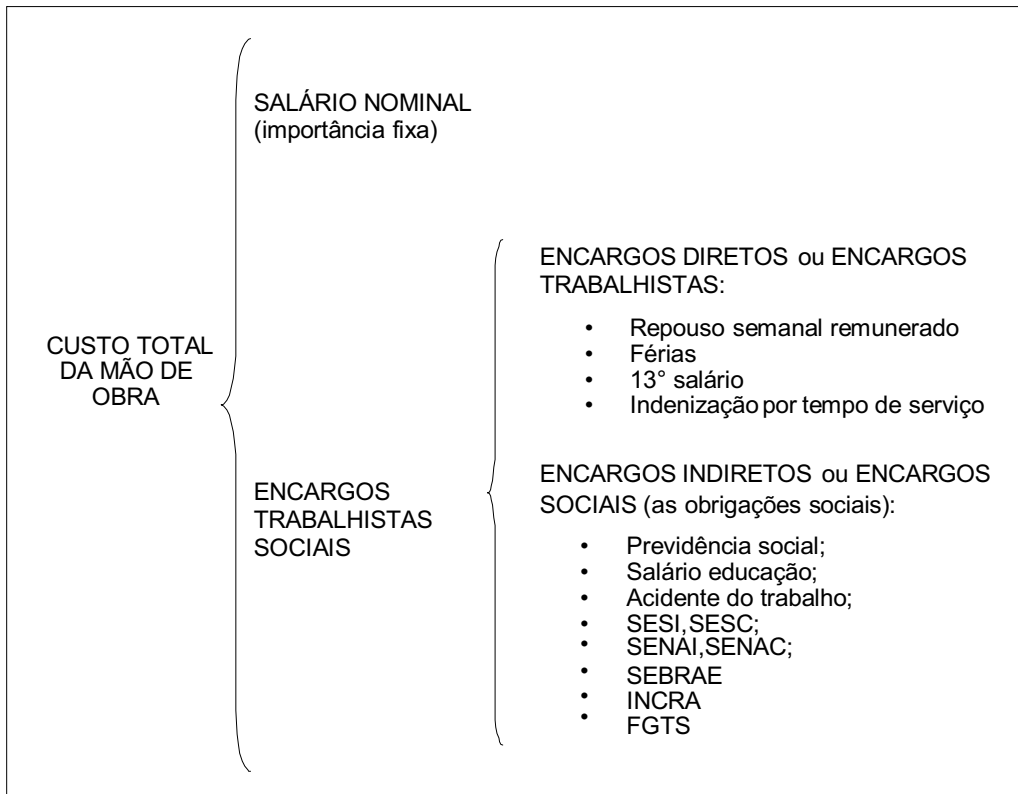 SALÁRIO NOMINAL
(importância fixa)
CUSTO TOTAL
DA MÃO DE
OBRA
ENCARGOS
TRABALHISTAS
SOCIAIS
ENCARGOS DIRETOS ou ENCARGOS
TRABALHISTAS:
• Repouso semanal remunerado
• Férias
• 13° salário
• Indenização por tempo de serviço
ENCARGOS INDIRETOS ou ENCARGOS
SOCIAIS (as obrigações sociais):
• Previdência social;
• Salário educação;
• Acidente do trabalho;
• SESI,SESC;
• SENAI,SENAC;
• SEBRAE
• INCRA
• FGTS